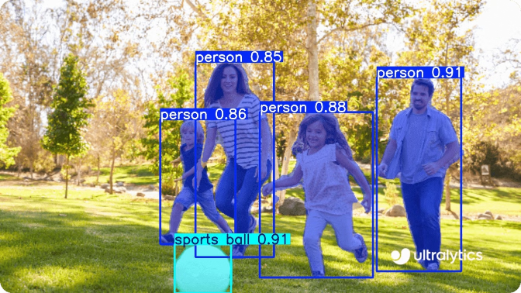 person 0.85
person 0.91
person 0.86
person 0.88
sports ball 0.91
ultralytics